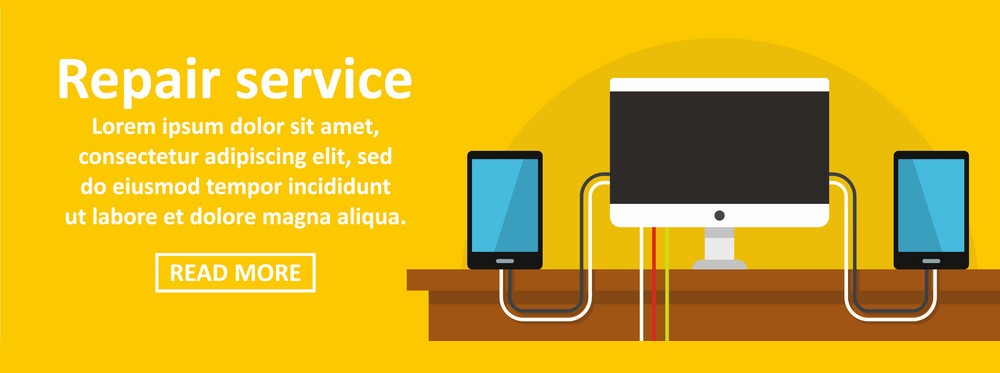 Repair service
Lorem ipsum dolor sit amet,
consectetur adipiscing elit, sed
do eiusmod tempor incididunt
ut labore et dolore magna aliqua.
READ MORE